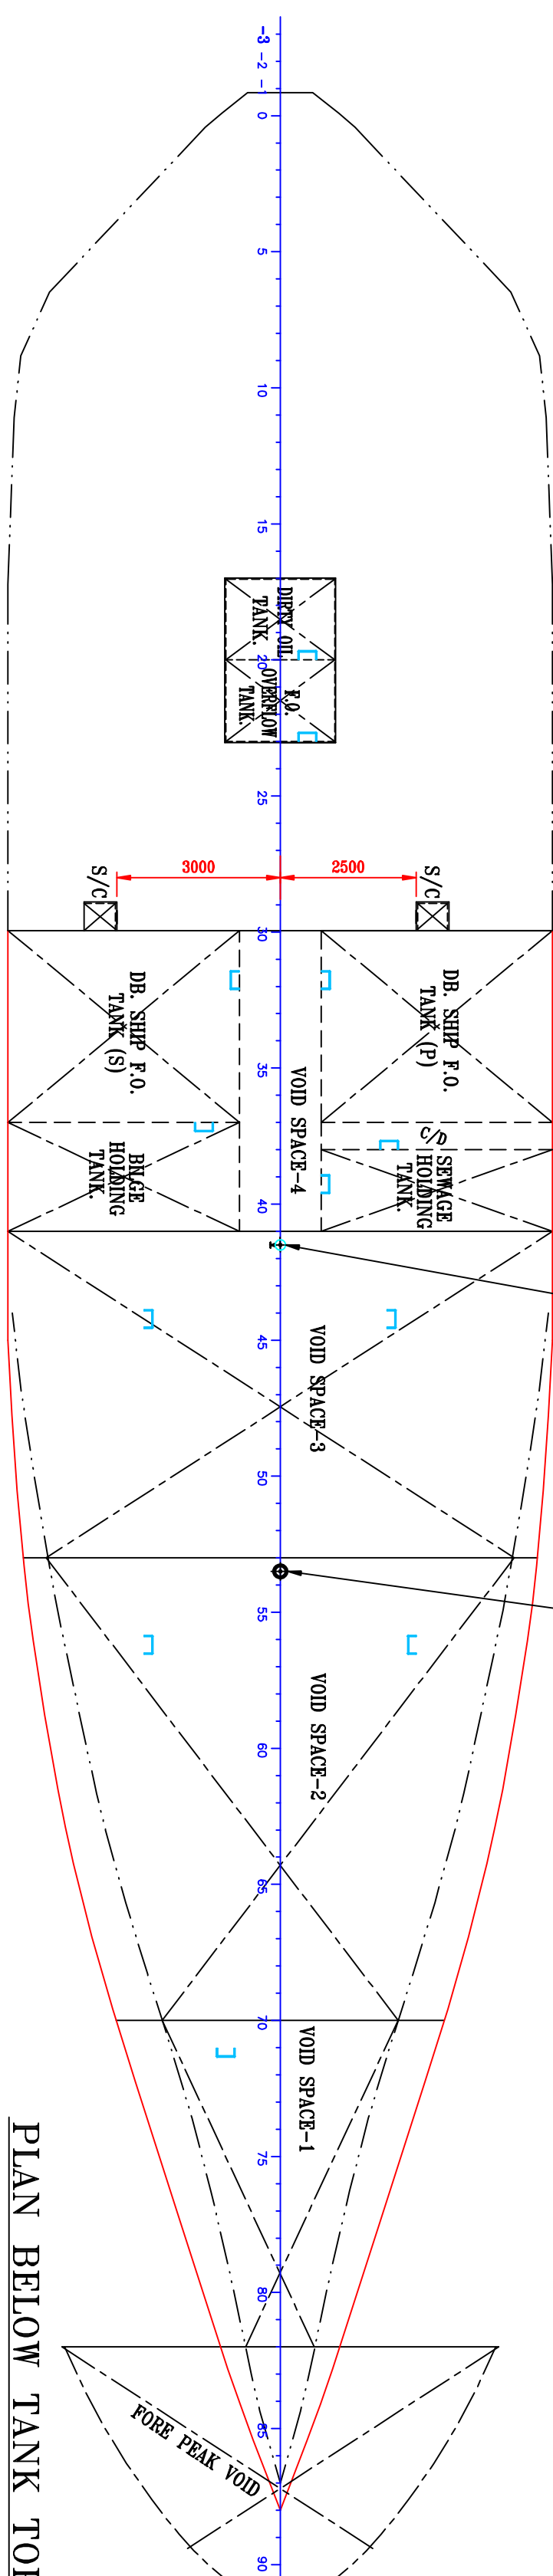 -3
-2
-1
0
5
10
15
DIRTY OIL
TANK.
20
F.O.
OVERFLOW
TANK.
25
S/C
2500
3000
S/C
30
DB. SHIP F.O.
TANK (P)
DB. SHIP F.O.
TANK (S)
35
VOID SPACE-4
C/D
SEWAGE
HOLDING
TANK.
BILGE
HOLDING
TANK.
40
VOID SPACE-3
45
50
55
VOID SPACE-2
60
65
70
VOID SPACE-1
75
80
85
FORE PEAK VOID
90
PLAN BELOW TANK TOP